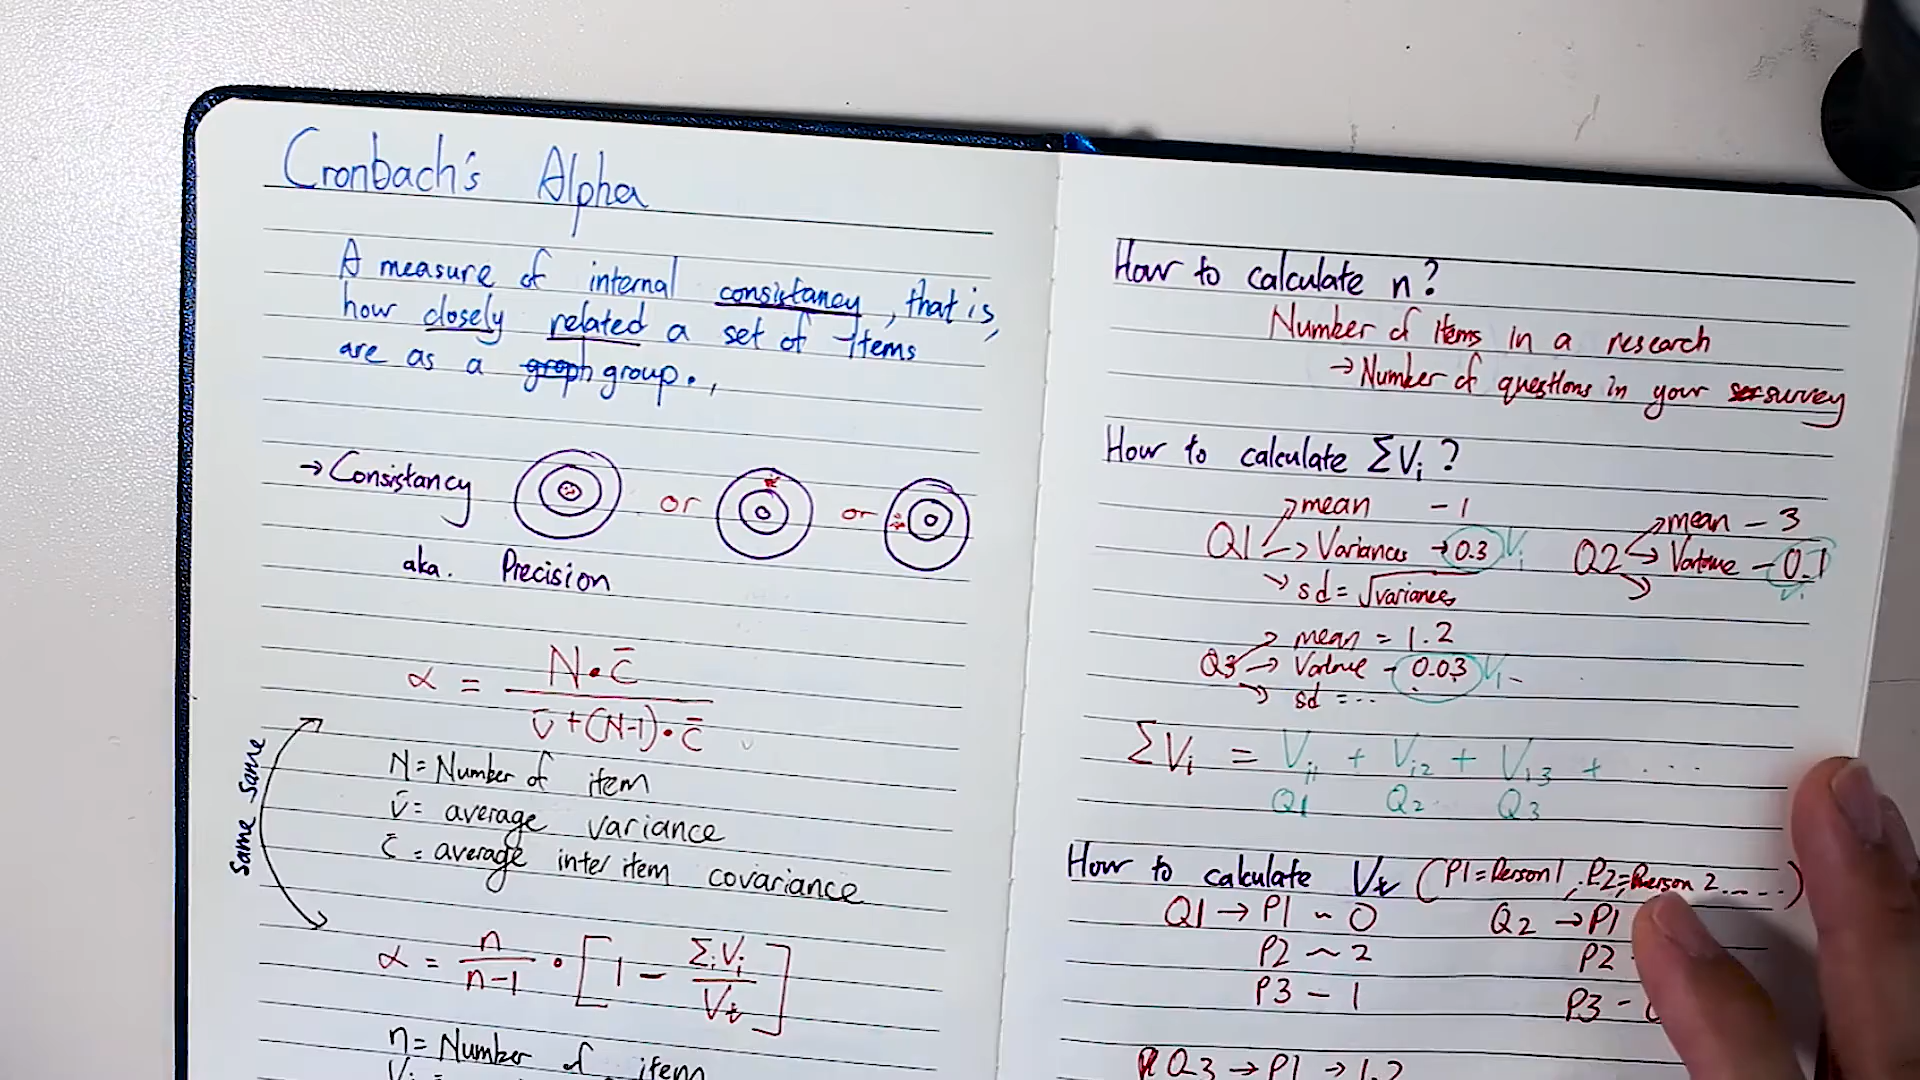 Cronbach's Alpha
A measure of internal consistancy, that is,
how closely related a set of items
are as a group.,
→ Consistancy or or
aka. Precision
α = N·c̄ / v̄ + (N-1)·c̄
N = Number of item
v̄ = average variance
c̄ = average inter item covariance
Same Same
α = n / n-1 · [1 - ΣVi / Vt]
n = Number of item
How to calculate n?
Number of items in a research
→ Number of questions in your survey
How to calculate ΣVi ?
Q1 → mean - 1
→ Variances → 0.3 Vi
→ sd = √variances
Q2 → mean - 3
→ Variance - 0.1 Vi
Q3 → mean = 1.2
→ Variance - 0.03 Vi
→ sd = ..
ΣVi = Vi1 + Vi2 + Vi3 + ....
Q1 Q2 Q3
How to calculate Vt (P1 = Person 1, P2 = Person 2.....)
Q1 → P1 ~ 0 Q2 → P1
P2 ~ 2 P2
P3 - 1 P3 -
Q3 → P1 → 1.2